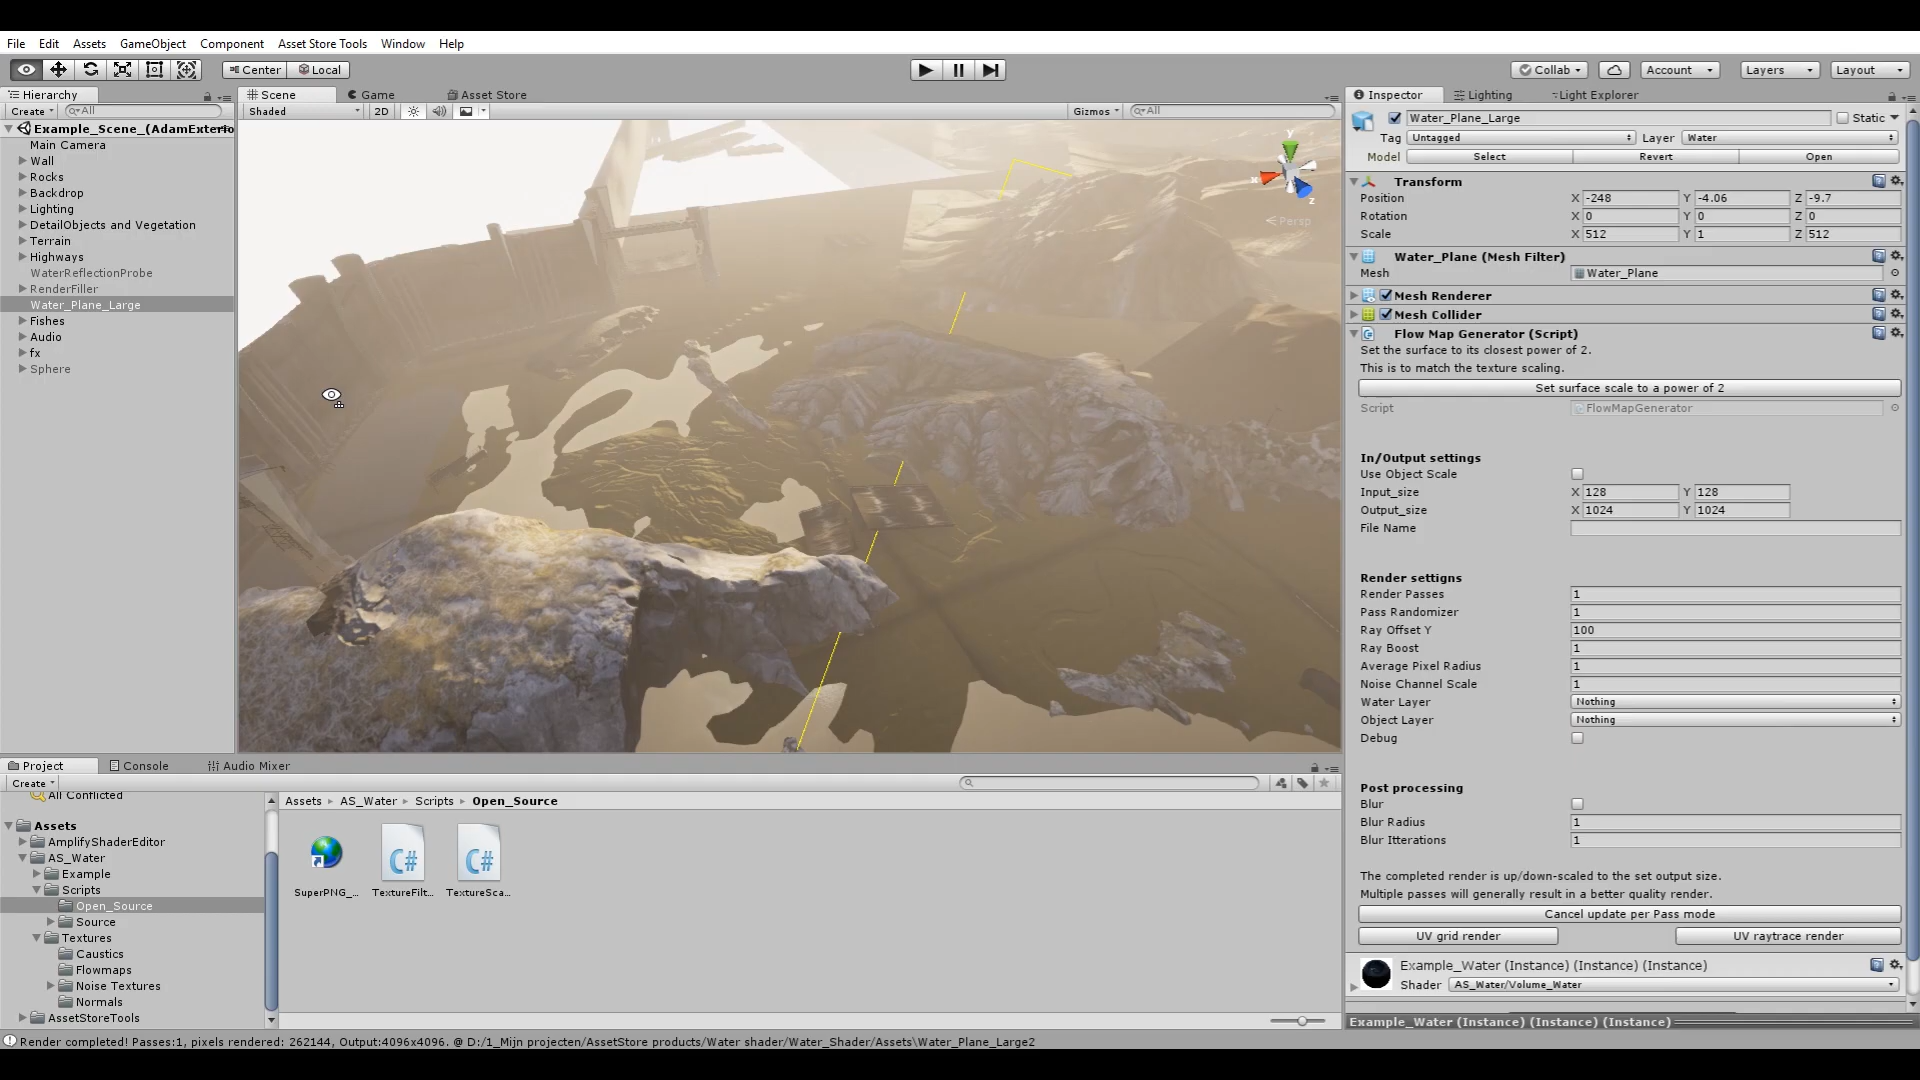 File Edit Assets GameObject Component Asset Store Tools Window Help
Center Local Collab Account Layers Layout
Hierarchy
Create All
Example_Scene_(AdamExterio
Main Camera
Wall
Rocks
Backdrop
Lighting
DetailObjects and Vegetation
Terrain
Highways
WaterReflectionProbe
RenderFiller
Water_Plane_Large
Fishes
Audio
fx
Sphere
Scene Game Asset Store
Shaded 2D Gizmos All
y
x
z
Persp
Inspector Lighting Light Explorer
Water_Plane_Large Static
Tag Untagged Layer Water
Model Select Revert Open
Transform
Position X -248 Y -4.06 Z -9.7
Rotation X 0 Y 0 Z 0
Scale X 512 Y 1 Z 512
Water_Plane (Mesh Filter)
Mesh Water_Plane
Mesh Renderer
Mesh Collider
Flow Map Generator (Script)
Set the surface to its closest power of 2.
This is to match the texture scaling.
Set surface scale to a power of 2
Script FlowMapGenerator
In/Output settings
Use Object Scale
Input_size X 128 Y 128
Output_size X 1024 Y 1024
File Name
Render settigns
Render Passes 1
Pass Randomizer 1
Ray Offset Y 100
Ray Boost 1
Average Pixel Radius 1
Noise Channel Scale 1
Water Layer Nothing
Object Layer Nothing
Debug
Post processing
Blur
Blur Radius 1
Blur Itterations 1
The completed render is up/down-scaled to the set output size.
Multiple passes will generally result in a better quality render.
Cancel update per Pass mode
UV grid render UV raytrace render
Example_Water (Instance) (Instance) (Instance)
Shader AS_Water/Volume_Water
Example_Water (Instance) (Instance) (Instance)
Project Console Audio Mixer
Create
All Conflicted
Assets
AmplifyShaderEditor
AS_Water
Example
Scripts
Open_Source
Source
Textures
Caustics
Flowmaps
Noise Textures
Normals
AssetStoreTools
Assets AS_Water Scripts Open_Source
C# C#
SuperPNG_... TextureFilt... TextureSca...
Render completed! Passes:1, pixels rendered: 262144, Output:4096x4096. @ D:/1_Mijn projecten/AssetStore products/Water shader/Water_Shader/Assets\Water_Plane_Large2